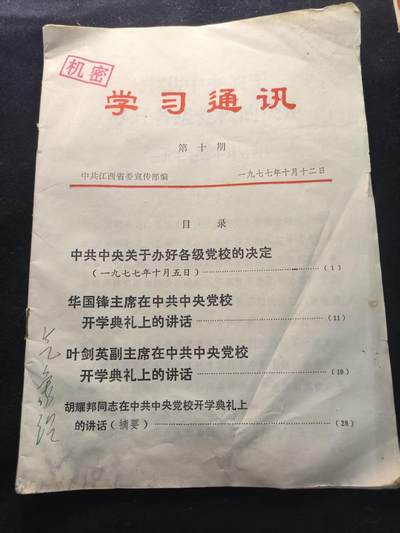 机密
学习通讯
第十期
中共江西省委宣传部编 一九七七年十月十二日
目录
中共中央关于办好各级党校的决定
（一九七七年十月五日）……（1）
华国锋主席在中共中央党校
开学典礼上的讲话……（11）
叶剑英副主席在中共中央党校
开学典礼上的讲话……（19）
胡耀邦同志在中共中央党校开学典礼上
的讲话（摘要）……（28）